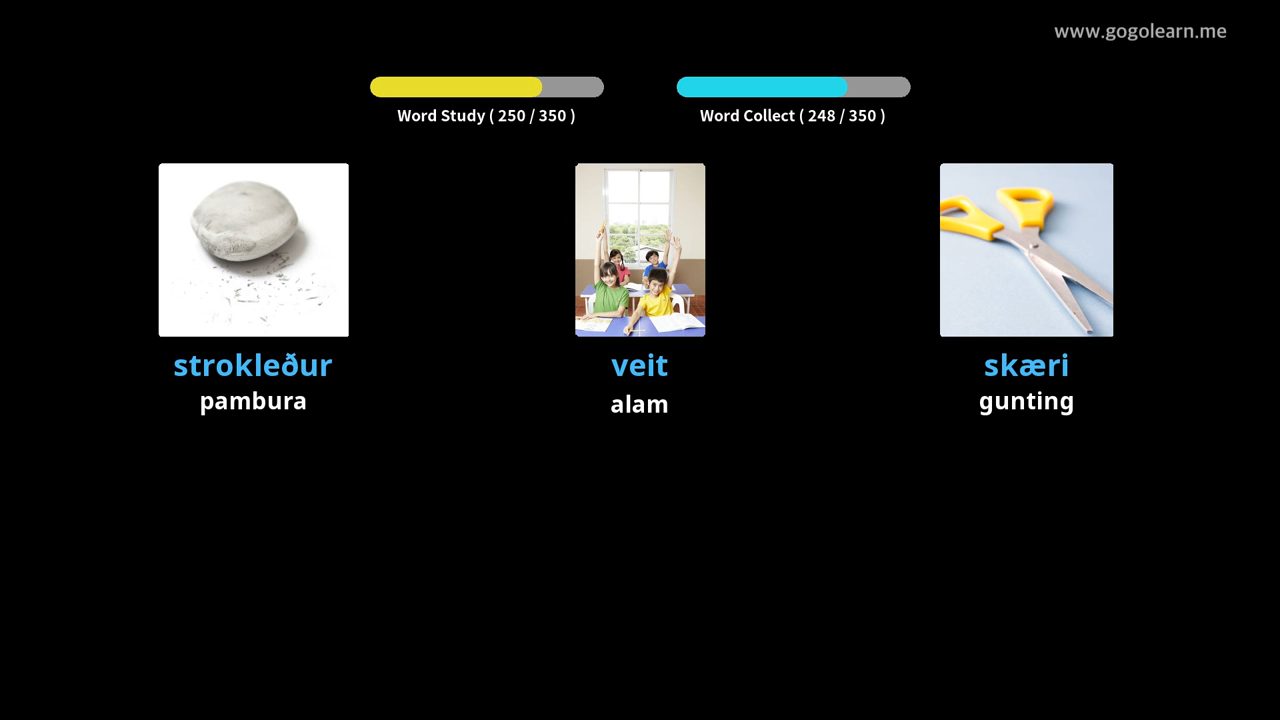 www.gogolearn.me
Word Study ( 250 / 350 )
Word Collect ( 248 / 350 )
strokleður
pambura
veit
alam
skæri
gunting